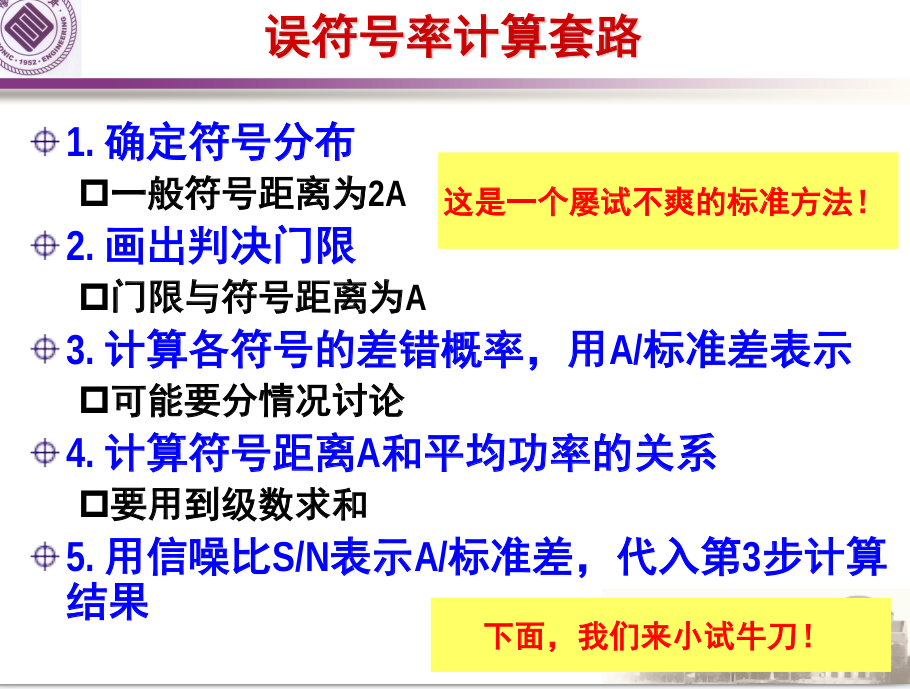 误符号率计算套路
1. 确定符号分布
一般符号距离为2A
这是一个屡试不爽的标准方法！
2. 画出判决门限
门限与符号距离为A
3. 计算各符号的差错概率，用A/标准差表示
可能要分情况讨论
4. 计算符号距离A和平均功率的关系
要用到级数求和
5. 用信噪比S/N表示A/标准差，代入第3步计算
结果
下面，我们来小试牛刀！
ONIC · 1952 · ENGINEERING